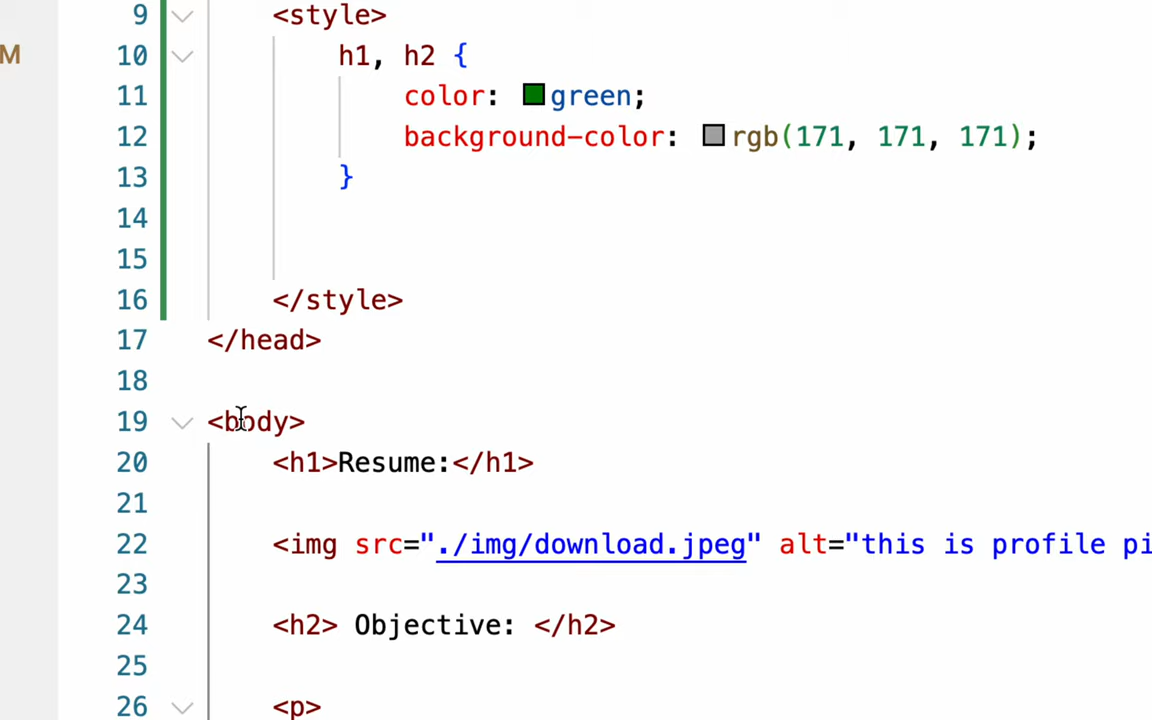 9 <style>
M 10 h1, h2 {
11 color: green;
12 background-color: rgb(171, 171, 171);
13 }
14
15
16 </style>
17 </head>
18
19 <body>
20 <h1>Resume:</h1>
21
22 <img src="./img/download.jpeg" alt="this is profile pi
23
24 <h2> Objective: </h2>
25
26 <p>